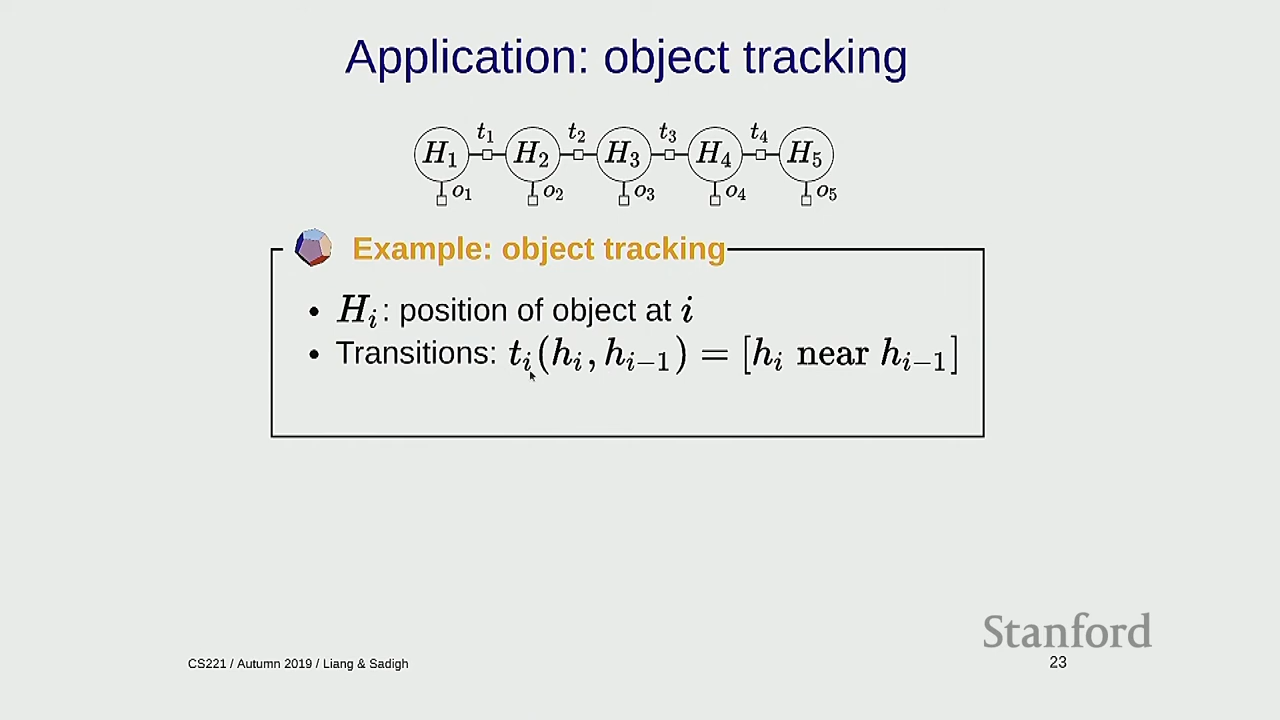 Application: object tracking
t₁ t₂ t₃ t₄
H₁ H₂ H₃ H₄ H₅
o₁ o₂ o₃ o₄ o₅
Example: object tracking
• Hᵢ: position of object at i
• Transitions: tᵢ(hᵢ, hᵢ₋₁) = [hᵢ near hᵢ₋₁]
Stanford
CS221 / Autumn 2019 / Liang & Sadigh
23